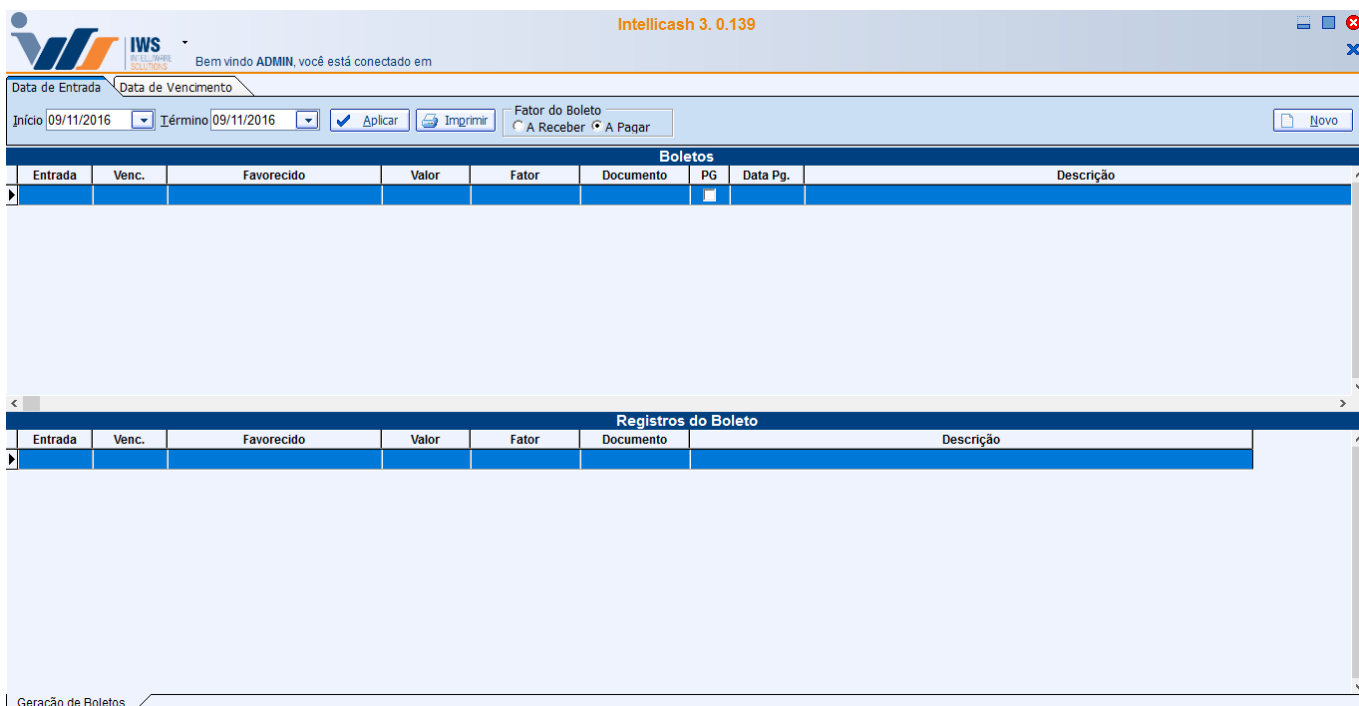 Intellicash 3. 0.139
IWS
INTELLIWARE
SOLUTIONS
Bem vindo ADMIN, você está conectado em
Data de Entrada Data de Vencimento
Início 09/11/2016 Término 09/11/2016 Aplicar Imprimir Fator do Boleto A Receber A Pagar Novo
Boletos
Entrada Venc. Favorecido Valor Fator Documento PG Data Pg. Descrição
Registros do Boleto
Entrada Venc. Favorecido Valor Fator Documento Descrição
Geração de Boletos